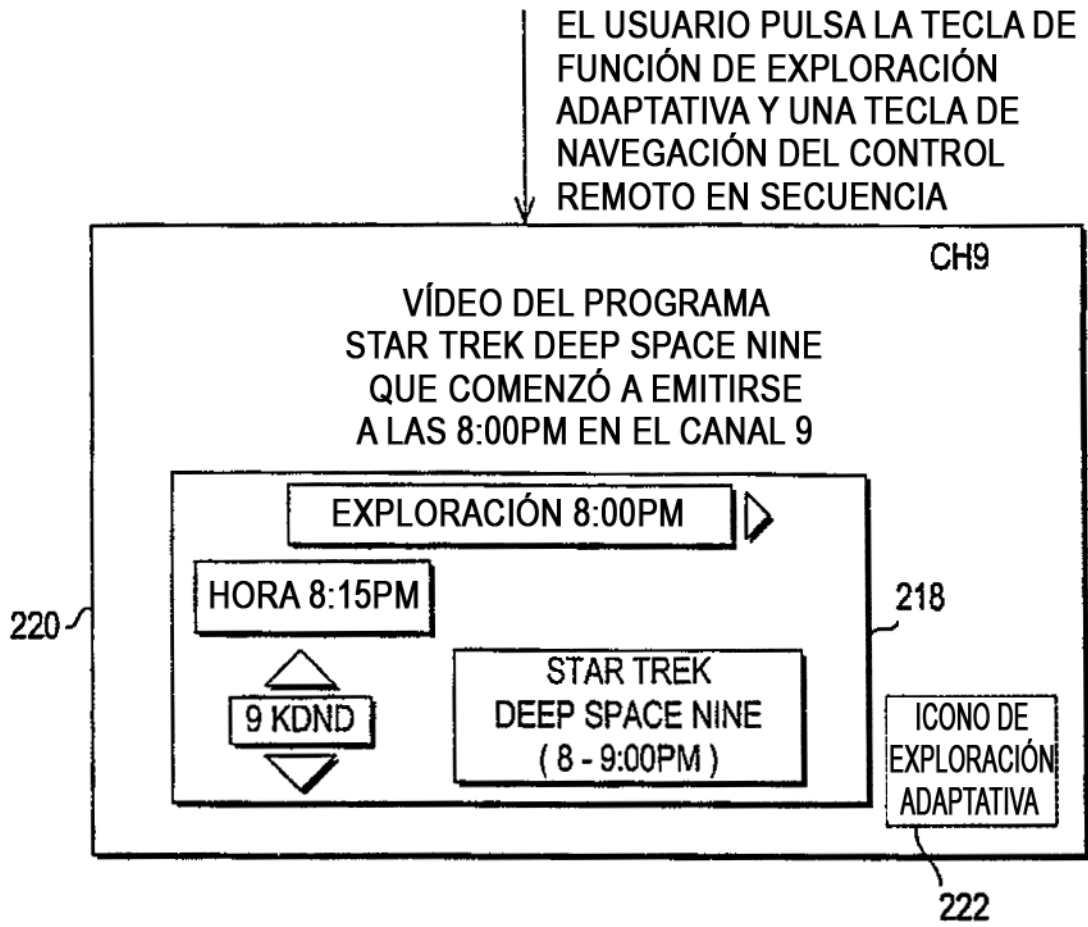 EL USUARIO PULSA LA TECLA DE
FUNCIÓN DE EXPLORACIÓN
ADAPTATIVA Y UNA TECLA DE
NAVEGACIÓN DEL CONTROL
REMOTO EN SECUENCIA
CH9
VÍDEO DEL PROGRAMA
STAR TREK DEEP SPACE NINE
QUE COMENZÓ A EMITIRSE
A LAS 8:00PM EN EL CANAL 9
EXPLORACIÓN 8:00PM
HORA 8:15PM
220
218
9 KDND
STAR TREK
DEEP SPACE NINE
( 8 - 9:00PM )
ICONO DE
EXPLORACIÓN
ADAPTATIVA
222